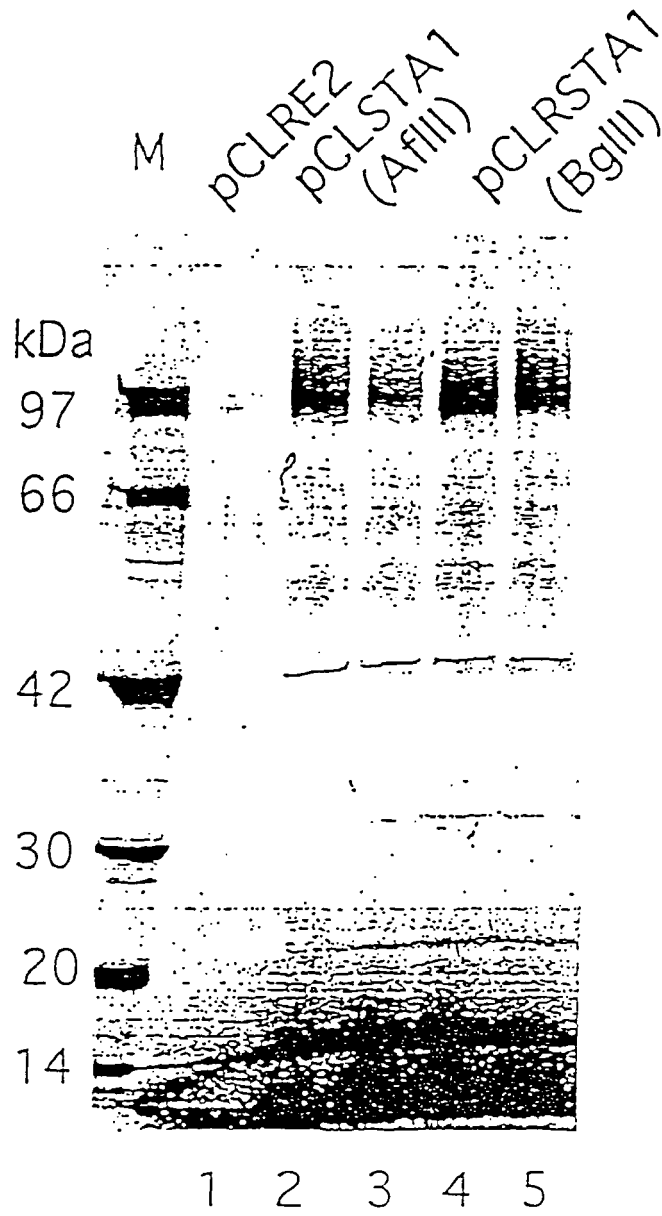 M
pCLRE2
pCLSTA1
(AflII)
pCLRSTA1
(BglII)
kDa
97
66
42
30
20
14
1 2 3 4 5